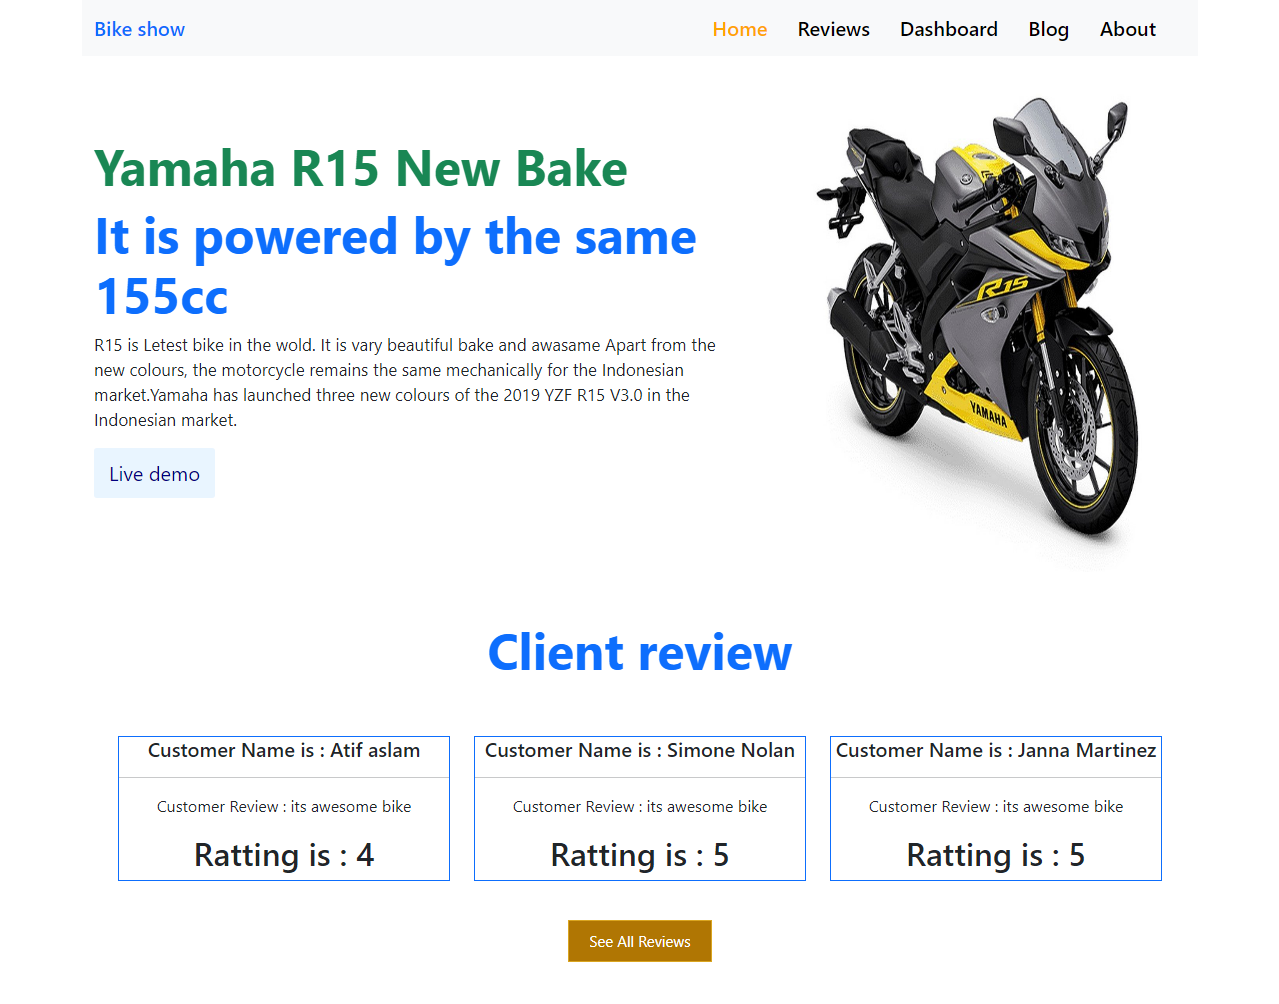 Bike show
Home Reviews Dashboard Blog About
Yamaha R15 New Bake
It is powered by the same
155cc
R15 is Letest bike in the wold. It is vary beautiful bake and awasame Apart from the
new colours, the motorcycle remains the same mechanically for the Indonesian
market.Yamaha has launched three new colours of the 2019 YZF R15 V3.0 in the
Indonesian market.
Live demo
R15
YAMAHA
Client review
Customer Name is : Atif aslam
Customer Review : its awesome bike
Ratting is : 4
Customer Name is : Simone Nolan
Customer Review : its awesome bike
Ratting is : 5
Customer Name is : Janna Martinez
Customer Review : its awesome bike
Ratting is : 5
See All Reviews